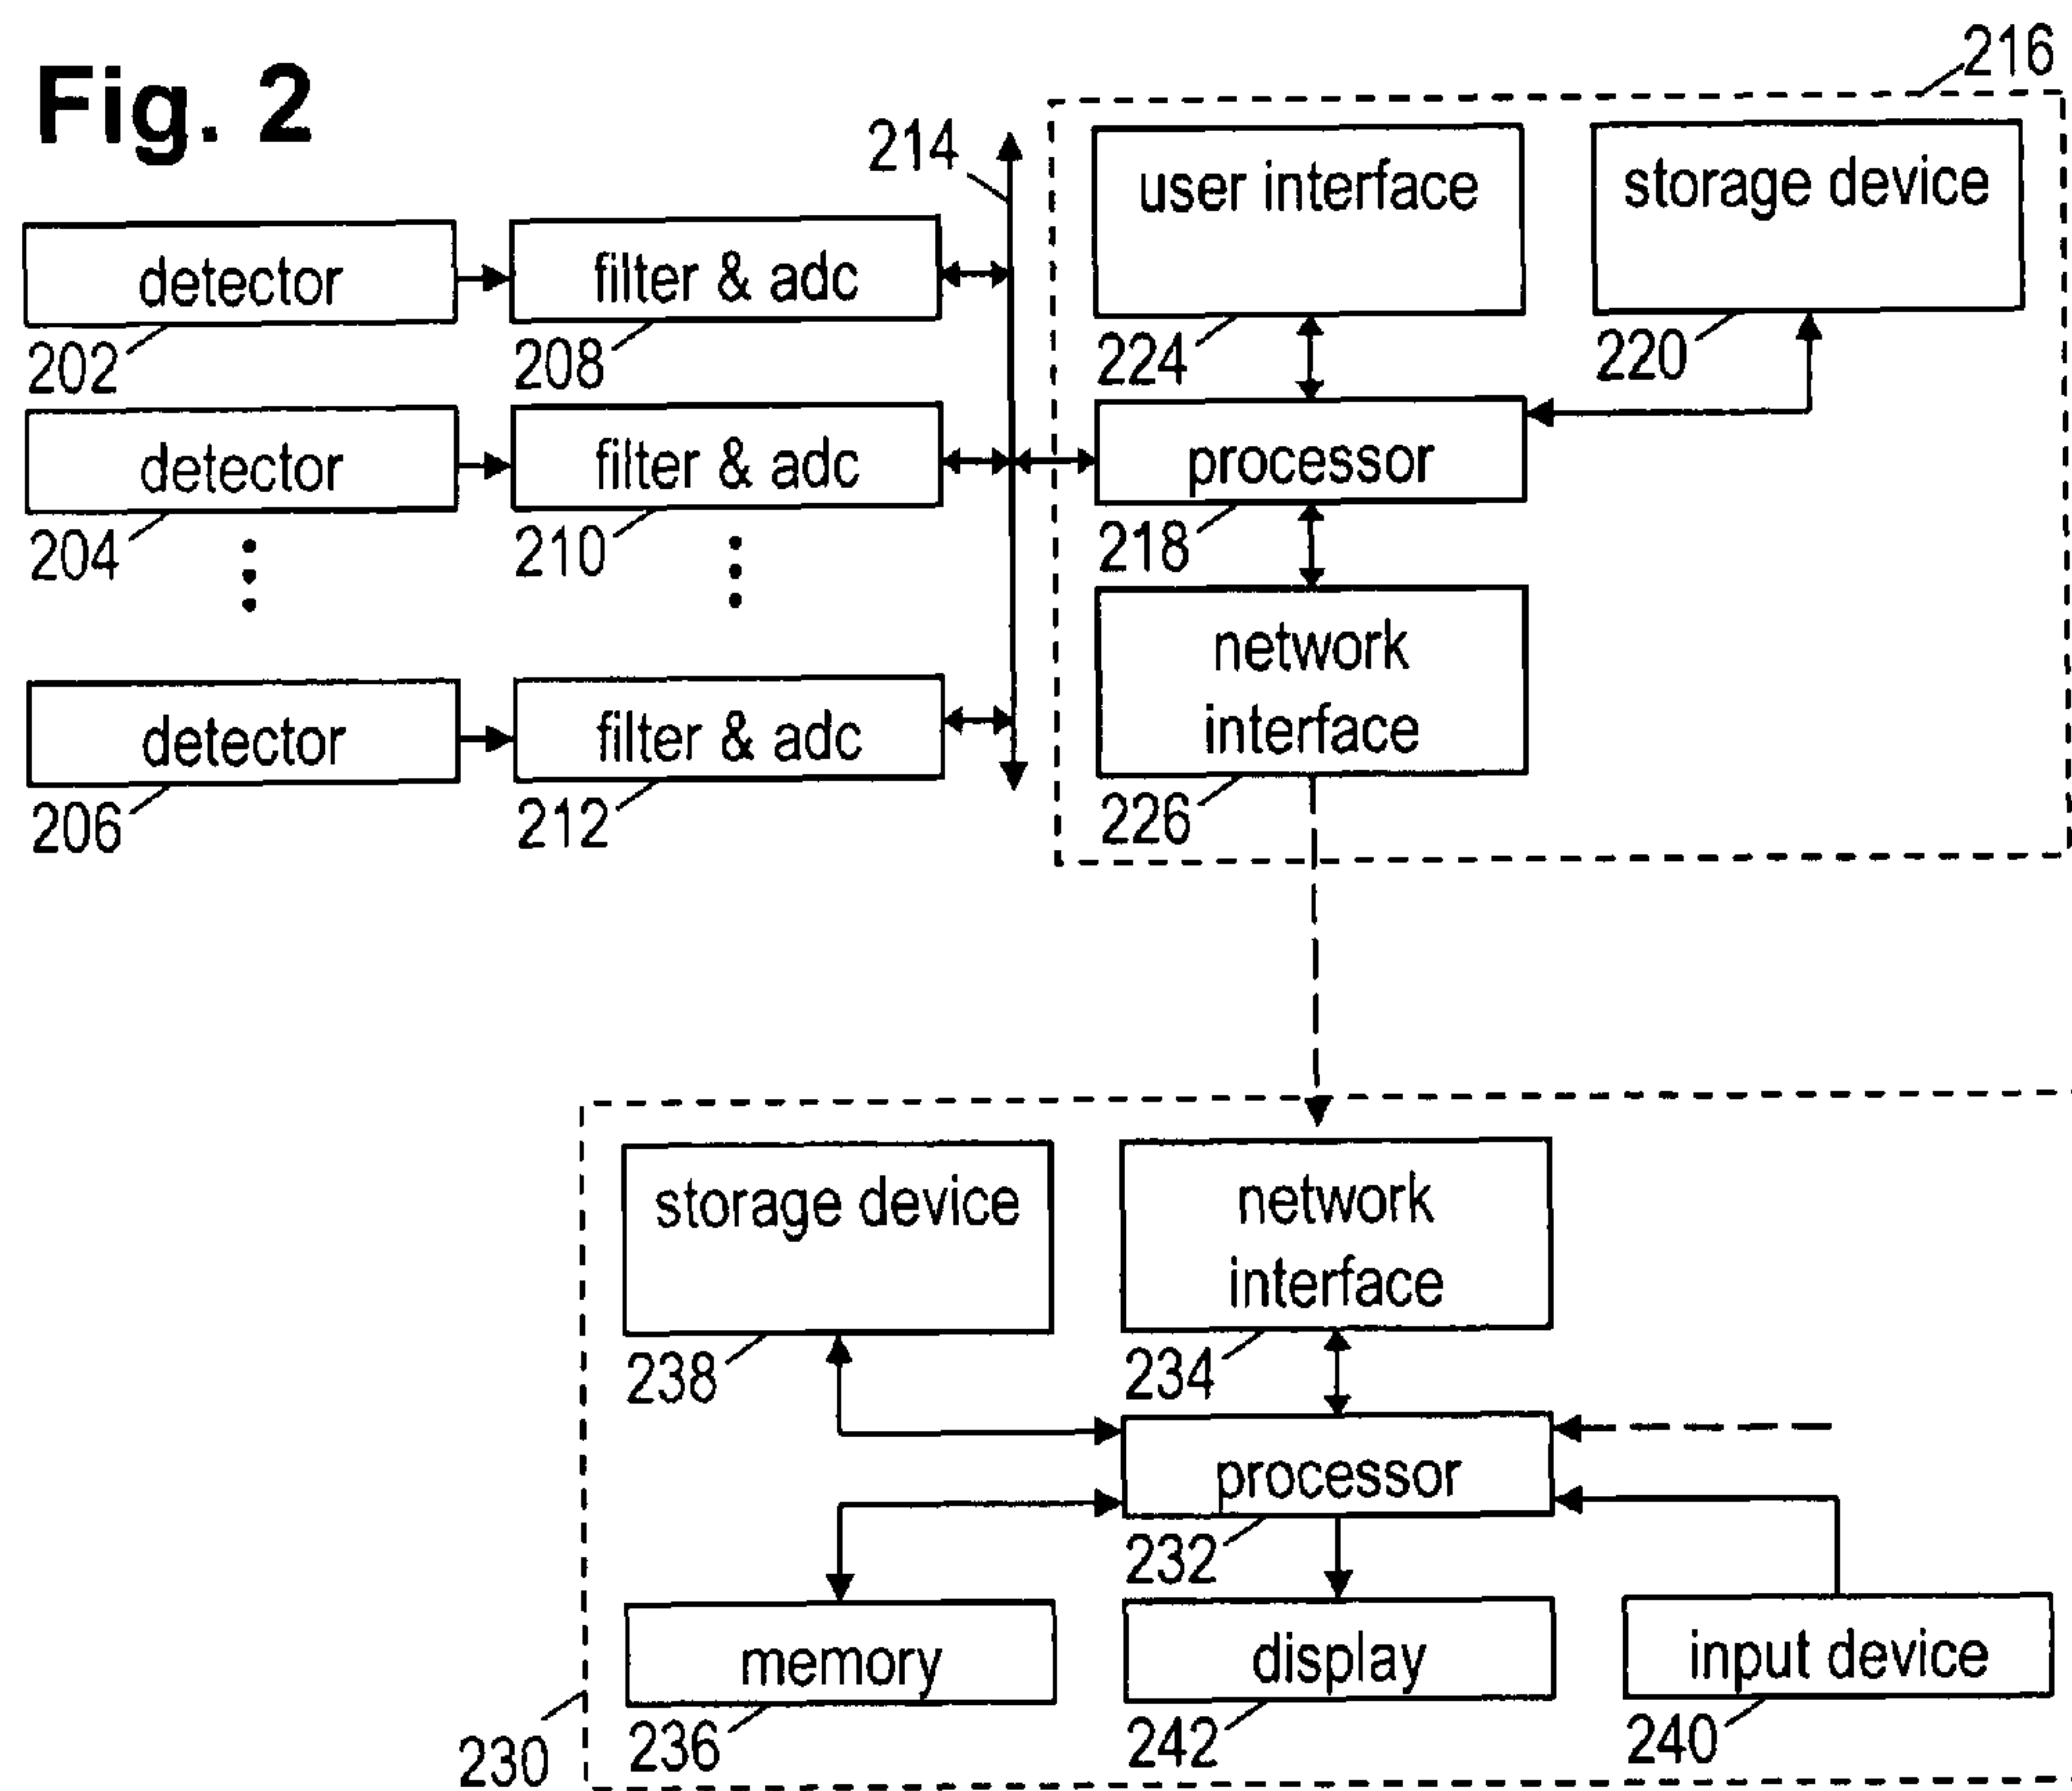 Fig. 2
216
214
user interface
storage device
detector
filter & adc
202
208
224
220
detector
filter & adc
processor
204
210
218
network
interface
detector
filter & adc
206
212
226
storage device
network
interface
238
234
processor
232
memory
display
input device
230
236
242
240